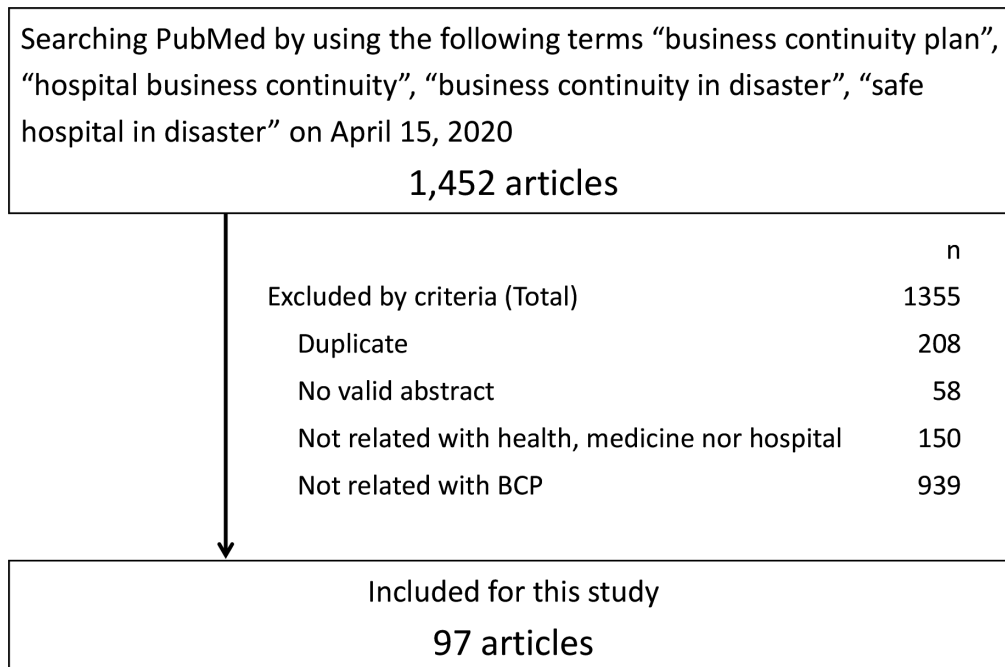 Searching PubMed by using the following terms “business continuity plan”,
“hospital business continuity”, “business continuity in disaster”, “safe
hospital in disaster” on April 15, 2020
1,452 articles
n
Excluded by criteria (Total) 1355
Duplicate 208
No valid abstract 58
Not related with health, medicine nor hospital 150
Not related with BCP 939
Included for this study
97 articles